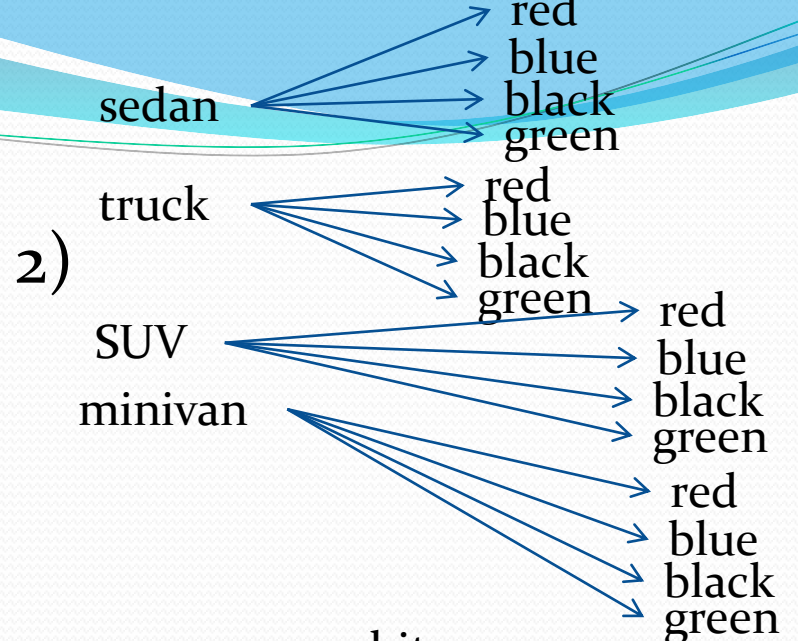 red
blue
sedan black
green
truck red
blue
2)
black
green
SUV red
blue
minivan black
green
red
blue
black
green